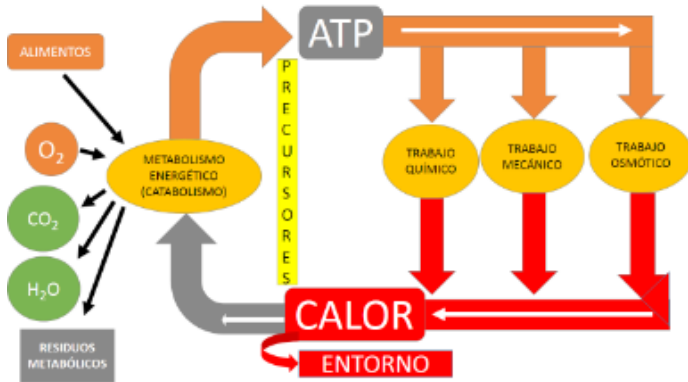 ALIMENTOS
O2
CO2
H2O
RESIDUOS
METABÓLICOS
METABOLISMO
ENERGÉTICO
(CATABOLISMO)
ATP
PRECURSORES
TRABAJO
QUÍMICO
TRABAJO
MECÁNICO
TRABAJO
OSMÓTICO
CALOR
ENTORNO